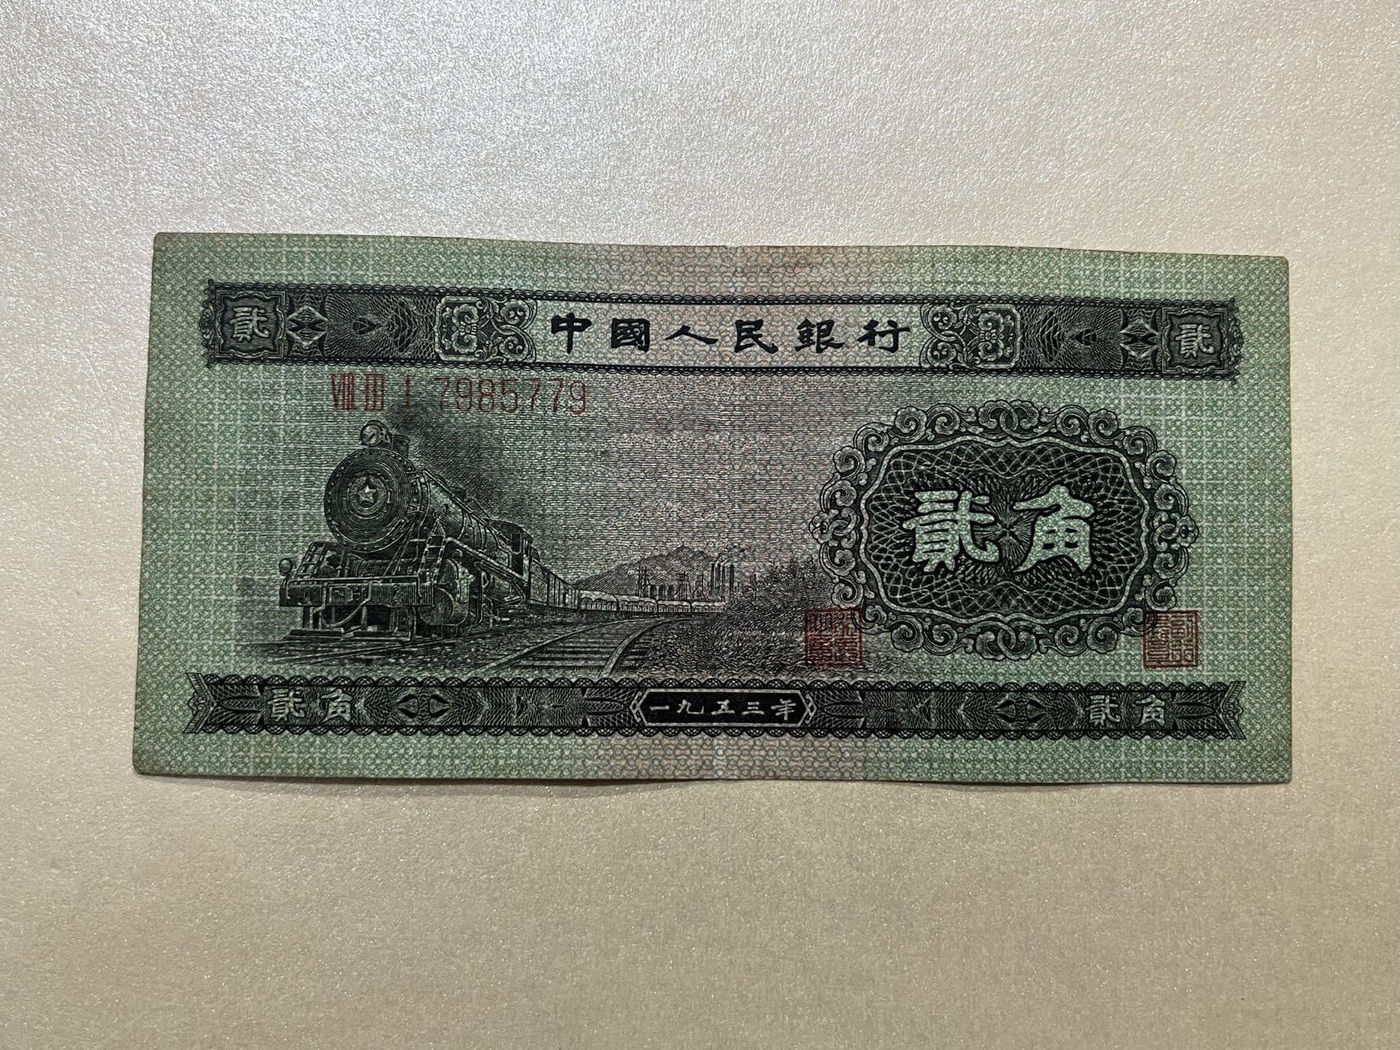 貳 中國人民銀行 貳
VIII III I 7985779
貳角
貳角 一九五三年 貳角